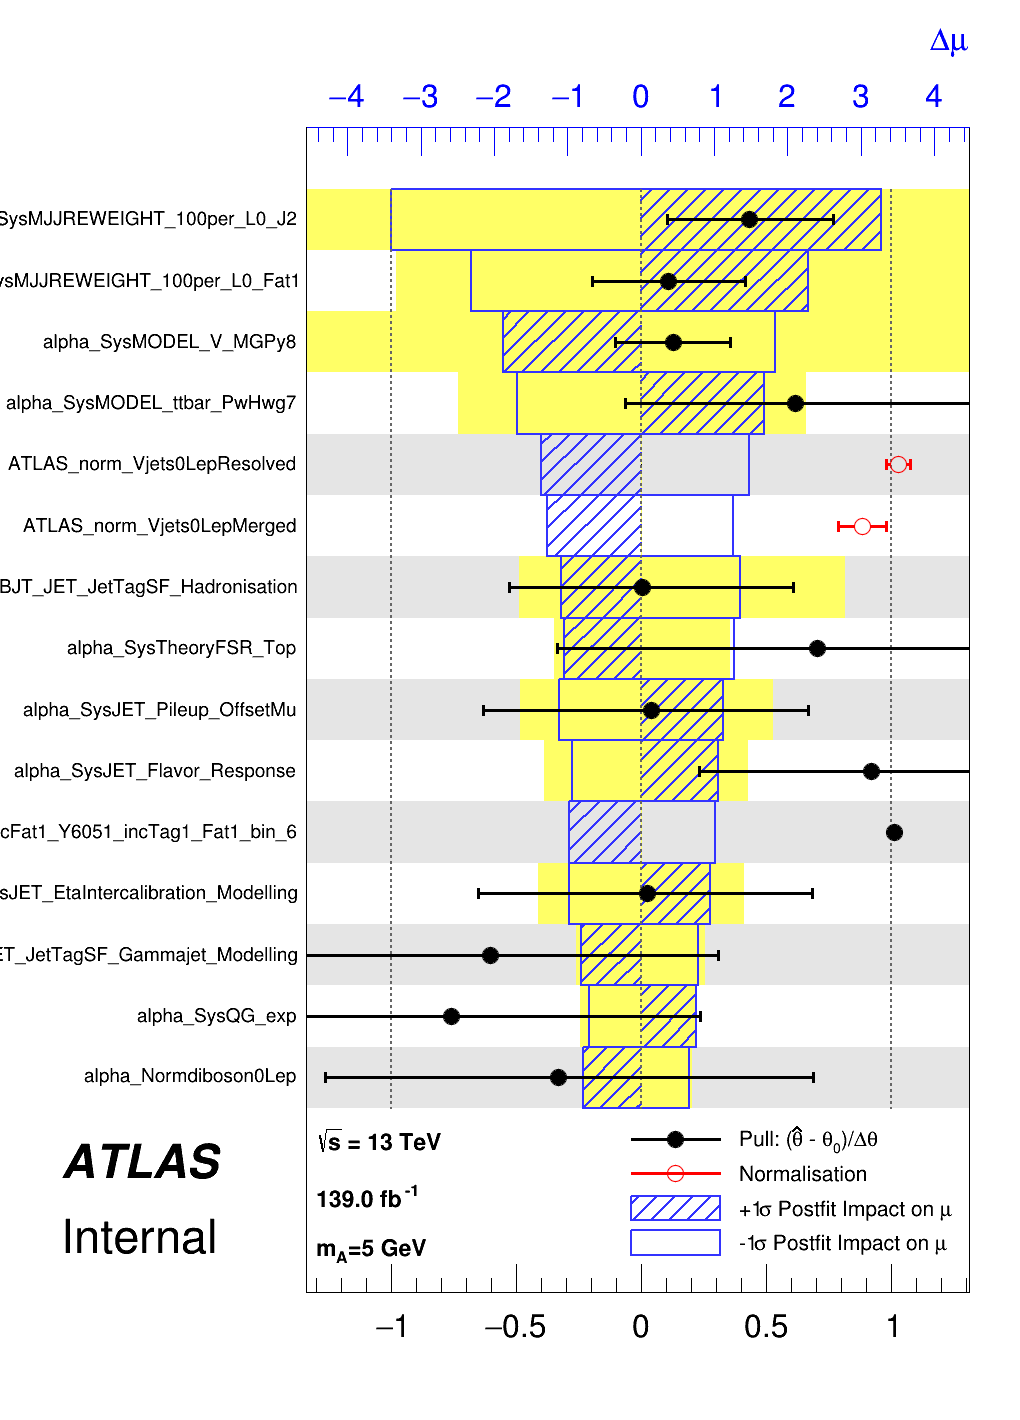 Δμ
−4 −3 −2 −1 0 1 2 3 4
SysMJJREWEIGHT_100per_L0_J2
ysMJJREWEIGHT_100per_L0_Fat1
alpha_SysMODEL_V_MGPy8
alpha_SysMODEL_ttbar_PwHwg7
ATLAS_norm_Vjets0LepResolved
ATLAS_norm_Vjets0LepMerged
BJT_JET_JetTagSF_Hadronisation
alpha_SysTheoryFSR_Top
alpha_SysJET_Pileup_OffsetMu
alpha_SysJET_Flavor_Response
cFat1_Y6051_incTag1_Fat1_bin_6
sJET_EtaIntercalibration_Modelling
ET_JetTagSF_Gammajet_Modelling
alpha_SysQG_exp
alpha_Normdiboson0Lep
ATLAS
Internal
√s = 13 TeV
139.0 fb⁻¹
m_A=5 GeV
Pull: (θ̂ - θ₀)/Δθ
Normalisation
+1σ Postfit Impact on μ
-1σ Postfit Impact on μ
−1 −0.5 0 0.5 1